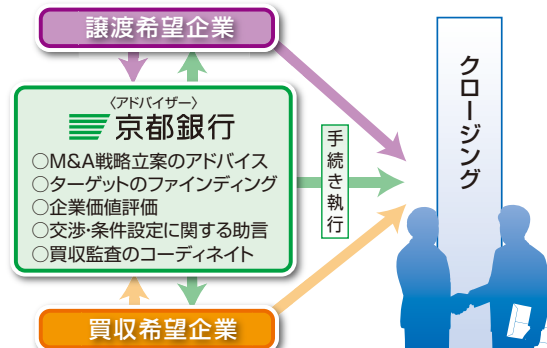 譲渡希望企業
〈アドバイザー〉
京都銀行
○M&A戦略立案のアドバイス
○ターゲットのファインディング
○企業価値評価
○交渉・条件設定に関する助言
○買収監査のコーディネイト
手続き執行
クロージング
買収希望企業